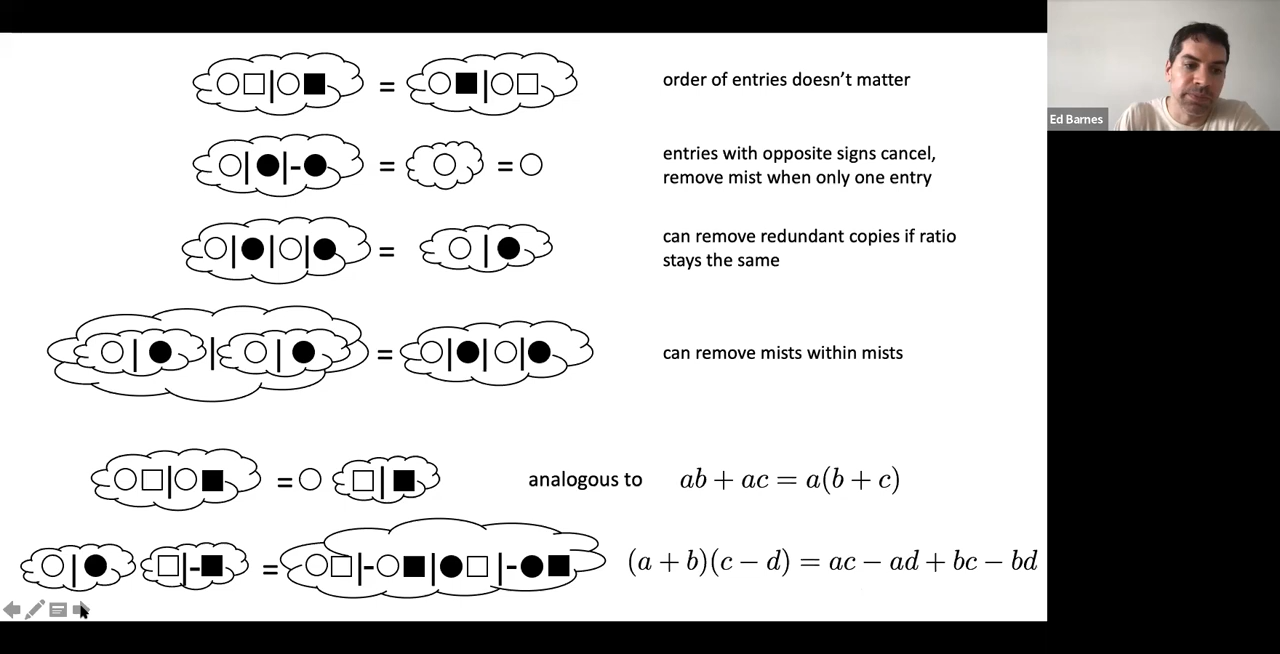 order of entries doesn’t matter
Ed Barnes
entries with opposite signs cancel,
remove mist when only one entry
can remove redundant copies if ratio
stays the same
can remove mists within mists
analogous to ab + ac = a(b + c)
(a + b)(c − d) = ac − ad + bc − bd